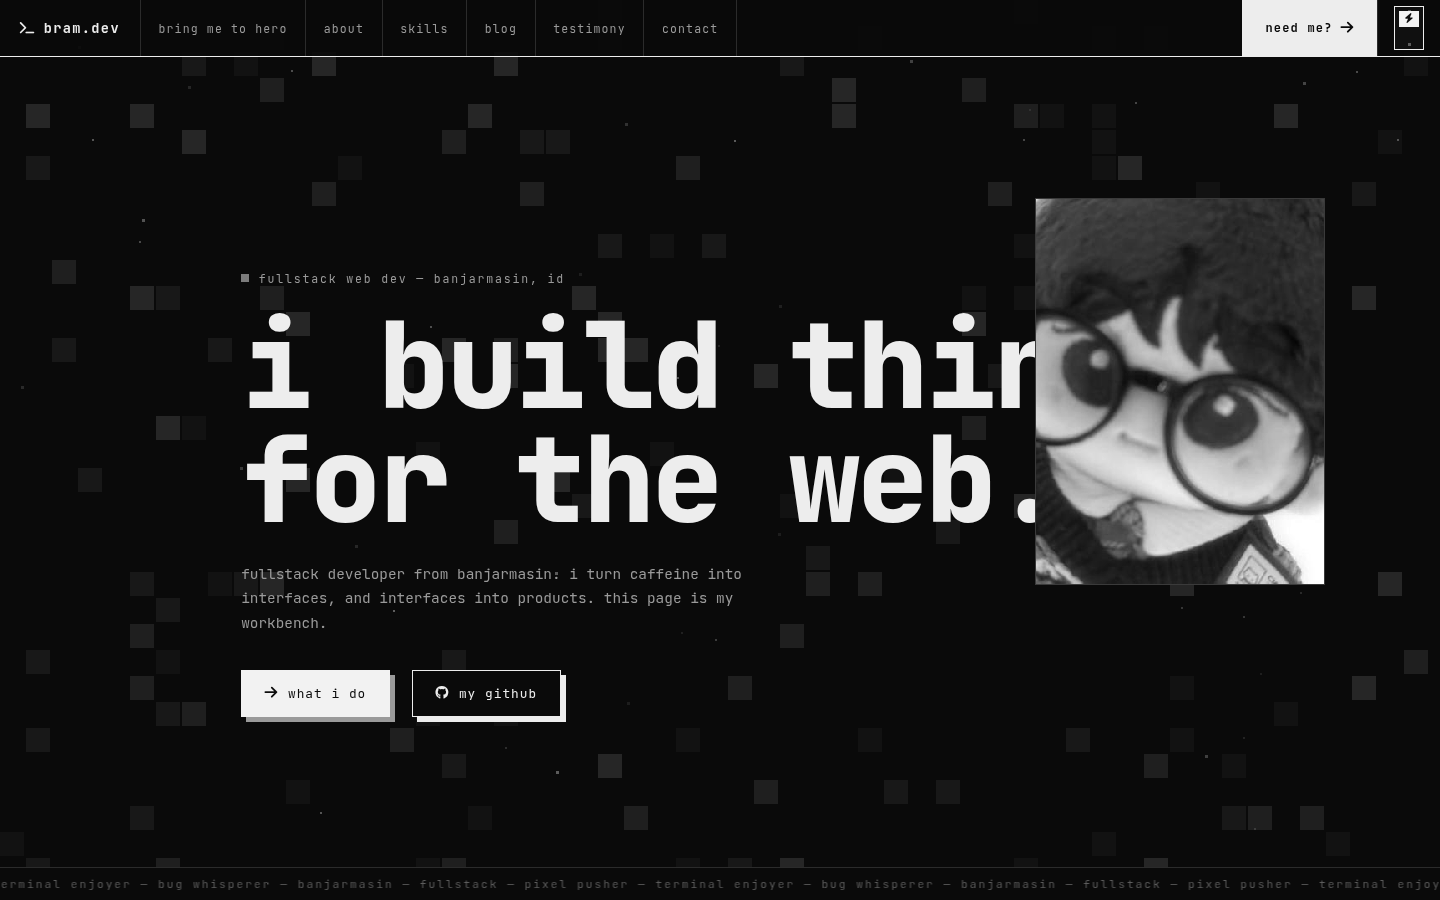 bram.dev
bring me to hero
about
skills
blog
testimony
contact
need me?
fullstack web dev — banjarmasin, id
i build thin
for the web.
fullstack developer from banjarmasin: i turn caffeine into
interfaces, and interfaces into products. this page is my
workbench.
what i do
my github
erminal enjoyer — bug whisperer — banjarmasin — fullstack — pixel pusher — terminal enjoyer — bug whisperer — banjarmasin — fullstack — pixel pusher — terminal enjoy